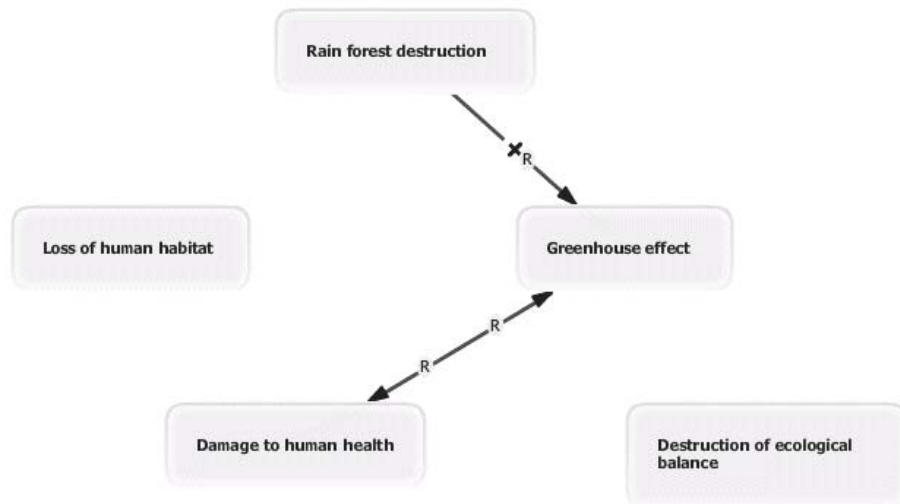 Rain forest destruction
R
Loss of human habitat
Greenhouse effect
R
R
Damage to human health
Destruction of ecological
balance